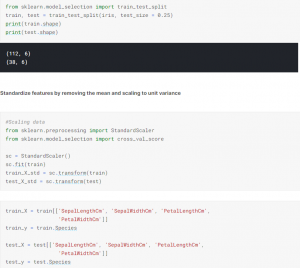 from sklearn.model_selection import train_test_split
train, test = train_test_split(iris, test_size = 0.25)
print(train.shape)
print(test.shape)
(112, 6)
(38, 6)
Standardize features by removing the mean and scaling to unit variance
#Scaling data
from sklearn.preprocessing import StandardScaler
from sklearn.model_selection import cross_val_score
sc = StandardScaler()
sc.fit(train)
train_X_std = sc.transform(train)
test_X_std = sc.transform(test)
train_X = train[['SepalLengthCm', 'SepalWidthCm', 'PetalLengthCm',
'PetalWidthCm']]
train_y = train.Species
test_X = test[['SepalLengthCm', 'SepalWidthCm', 'PetalLengthCm',
'PetalWidthCm']]
test_y = test.Species